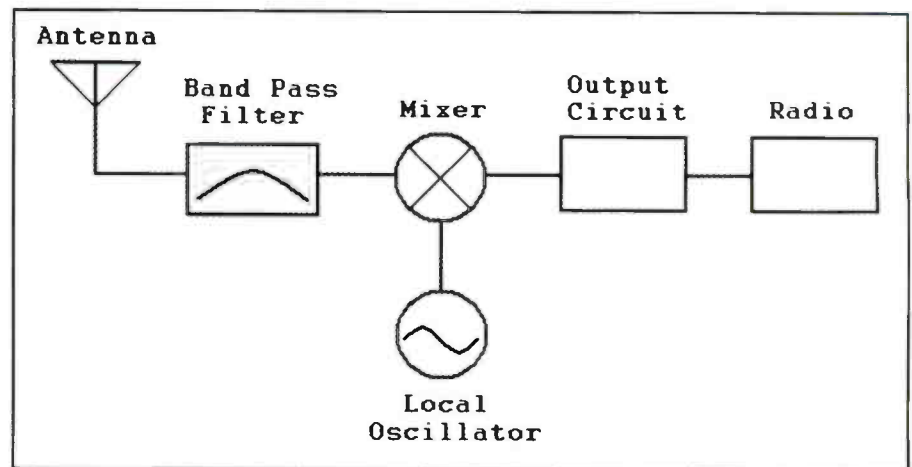 Antenna
Band Pass
Filter
Mixer
Output
Circuit
Radio
Local
Oscillator